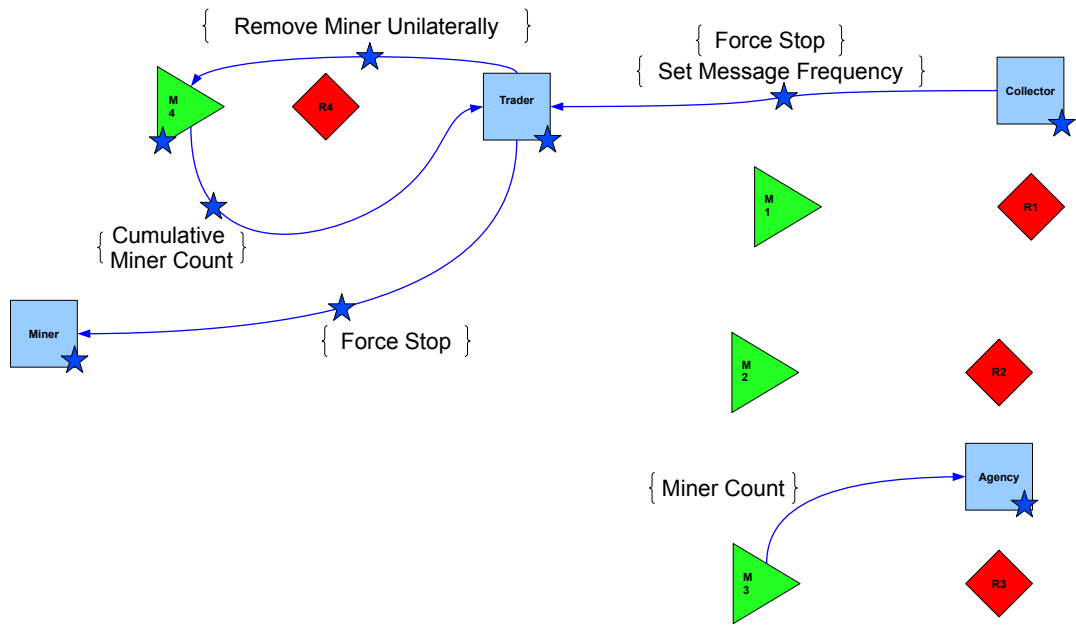 { Remove Miner Unilaterally }
{ Force Stop }
{ Set Message Frequency }
M
4
R4
Trader
Collector
M
1
R1
{ Cumulative
Miner Count }
Miner
{ Force Stop }
M
2
R2
{ Miner Count }
Agency
M
3
R3